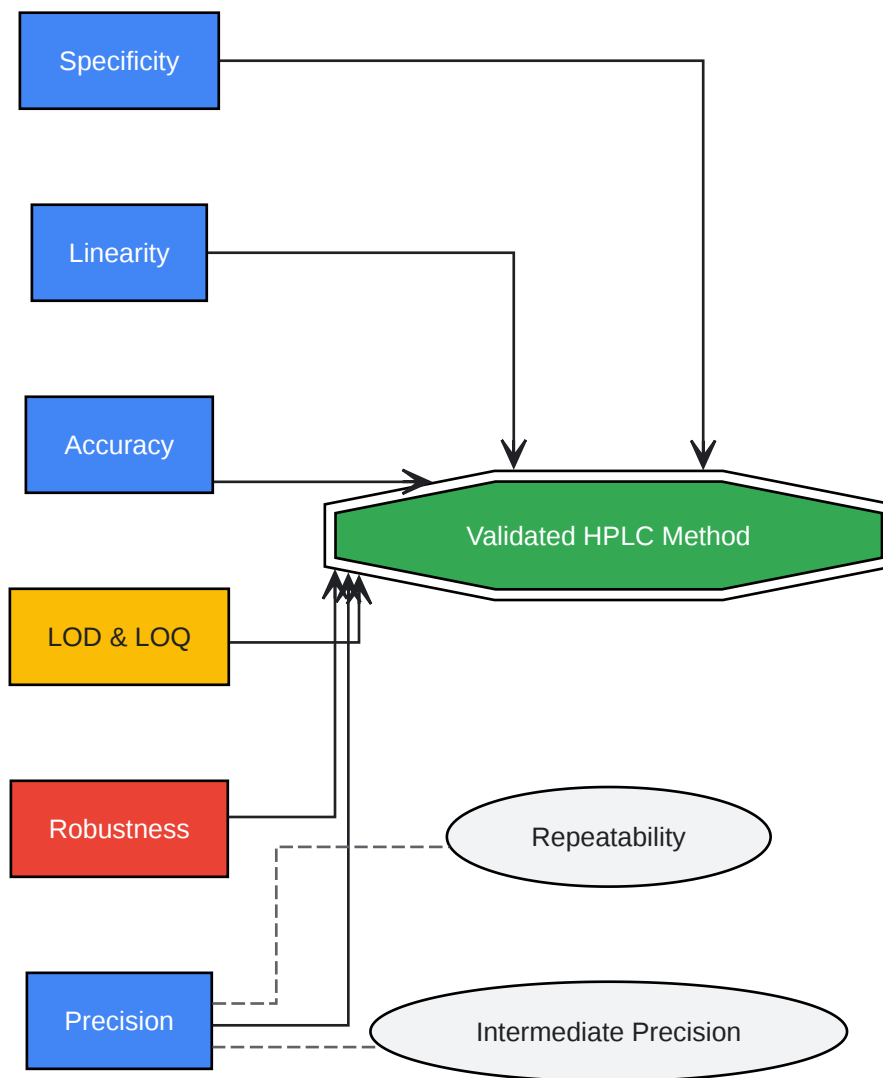 Specificity
Linearity
Accuracy
Validated HPLC Method
LOD & LOQ
Robustness
Repeatability
Precision
Intermediate Precision